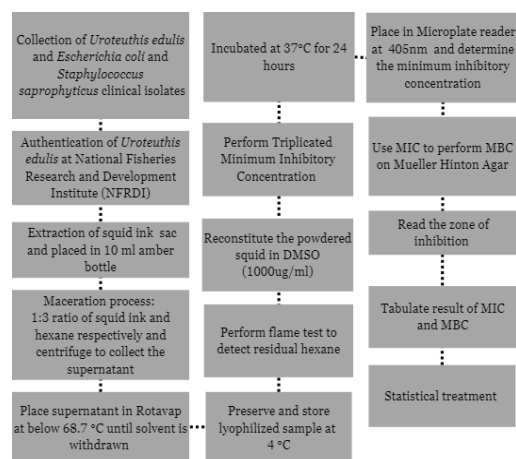 Collection of Uroteuthis edulis
and Escherichia coli and
Staphylococcus
saprophyticus clinical isolates
Authentication of Uroteuthis
edulis at National Fisheries
Research and Development
Institute (NFRDI)
Extraction of squid ink sac
and placed in 10 ml amber
bottle
Maceration process:
1:3 ratio of squid ink and
hexane respectively and
centrifuge to collect the
supernatant
Place supernatant in Rotavap
at below 68.7 °C until solvent is
withdrawn
Preserve and store
lyophilized sample at
4 °C
Perform flame test to
detect residual hexane
Reconstitute the powdered
squid in DMSO
(1000ug/ml)
Perform Triplicated
Minimum Inhibitory
Concentration
Incubated at 37°C for 24
hours
Place in Microplate reader
at 405nm and determine
the minimum inhibitory
concentration
Use MIC to perform MBC
on Mueller Hinton Agar
Read the zone of
inhibition
Tabulate result of MIC
and MBC
Statistical treatment